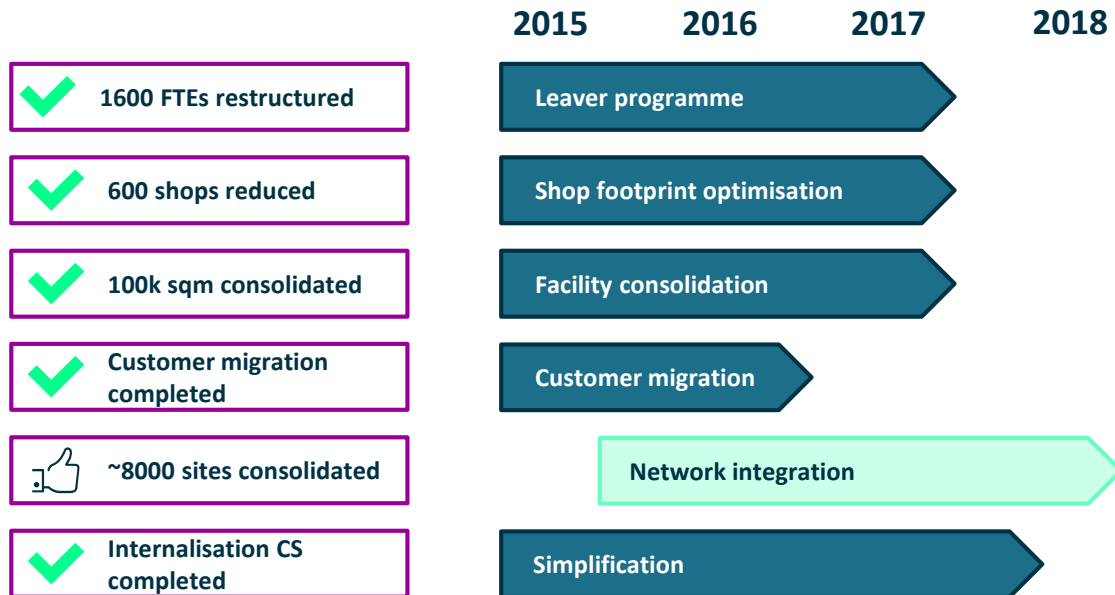 2015 2016 2017 2018
1600 FTEs restructured
Leaver programme
600 shops reduced
Shop footprint optimisation
100k sqm consolidated
Facility consolidation
Customer migration
completed
Customer migration
~8000 sites consolidated
Network integration
Internalisation CS
completed
Simplification